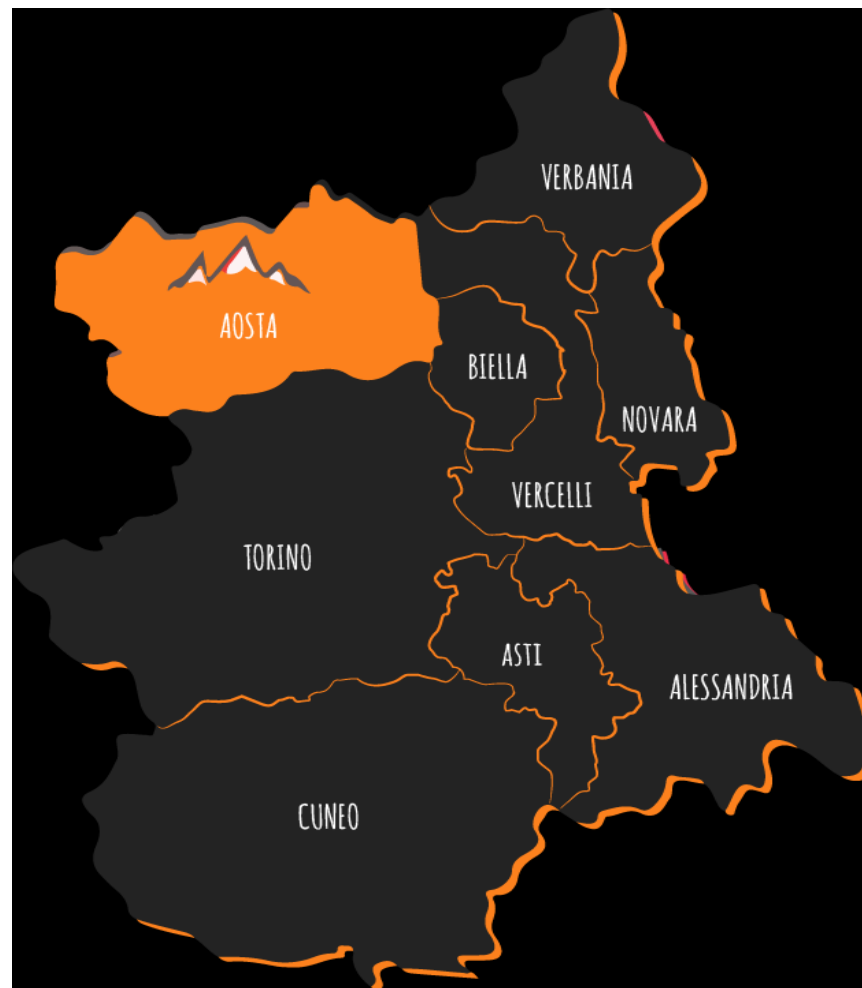 VERBANIA
AOSTA
BIELLA
NOVARA
VERCELLI
TORINO
ASTI
ALESSANDRIA
CUNEO